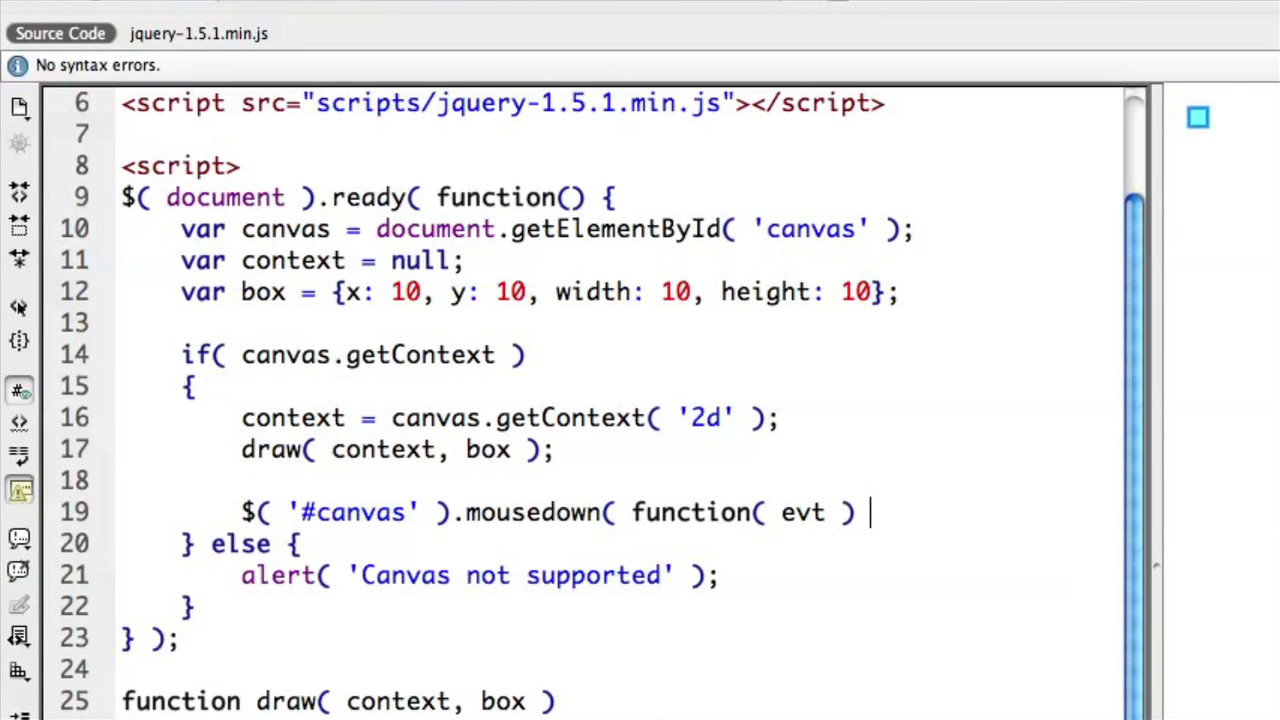 Source Code jquery-1.5.1.min.js
No syntax errors.
6 <script src="scripts/jquery-1.5.1.min.js"></script>
7
8 <script>
9 $( document ).ready( function() {
10 var canvas = document.getElementById( 'canvas' );
11 var context = null;
12 var box = {x: 10, y: 10, width: 10, height: 10};
13
14 if( canvas.getContext )
15 {
16 context = canvas.getContext( '2d' );
17 draw( context, box );
18
19 $( '#canvas' ).mousedown( function( evt )
20 } else {
21 alert( 'Canvas not supported' );
22 }
23 } );
24
25 function draw( context, box )